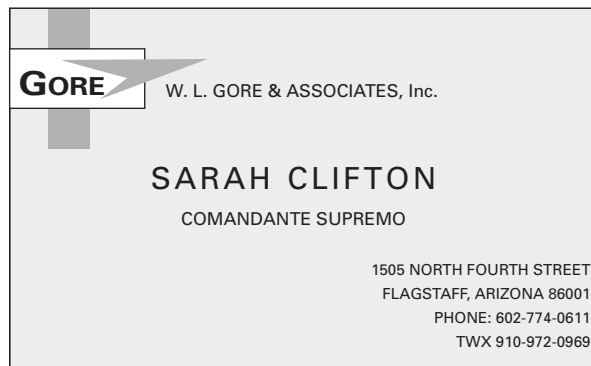 GORE
W. L. GORE & ASSOCIATES, Inc.
SARAH CLIFTON
COMANDANTE SUPREMO
1505 NORTH FOURTH STREET
FLAGSTAFF, ARIZONA 86001
PHONE: 602-774-0611
TWX 910-972-0969